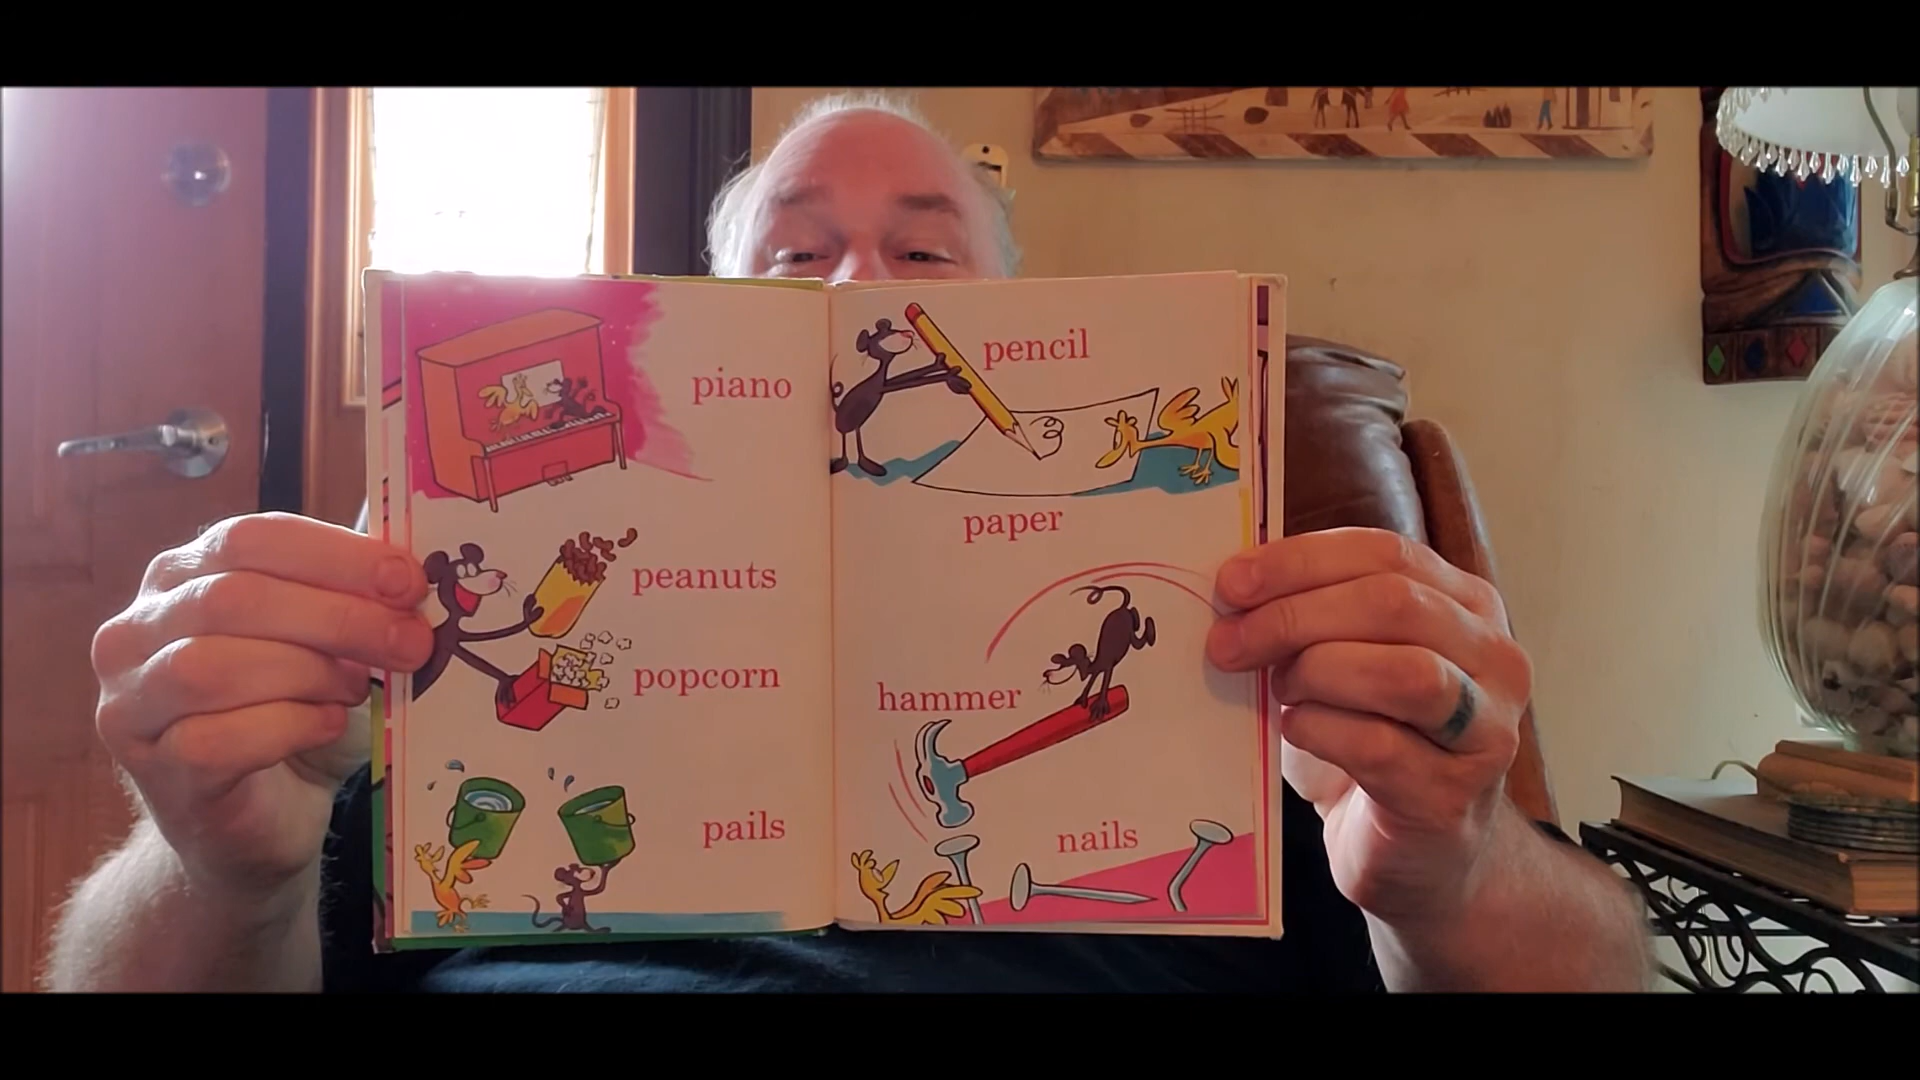 piano
peanuts
popcorn
pails
pencil
paper
hammer
nails